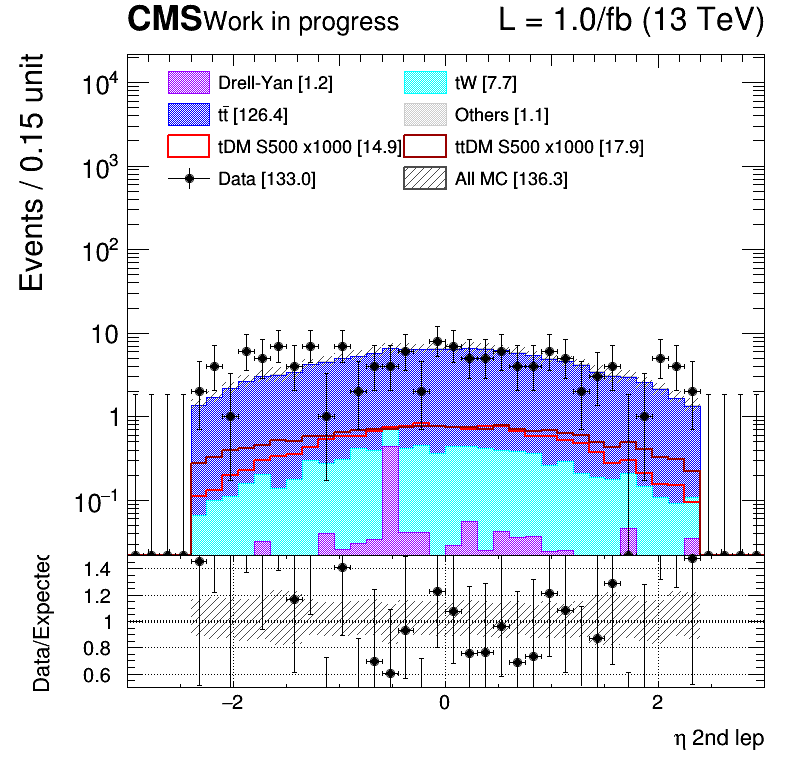 CMS Work in progress L = 1.0/fb (13 TeV)
Events / 0.15 unit
Drell-Yan [1.2] tW [7.7]
tt̄ [126.4] Others [1.1]
tDM S500 x1000 [14.9] ttDM S500 x1000 [17.9]
Data [133.0] All MC [136.3]
10⁴
10³
10²
10
1
10⁻¹
Data/Expected
1.4
1.2
1
0.8
0.6
−2 0 2
η 2nd lep